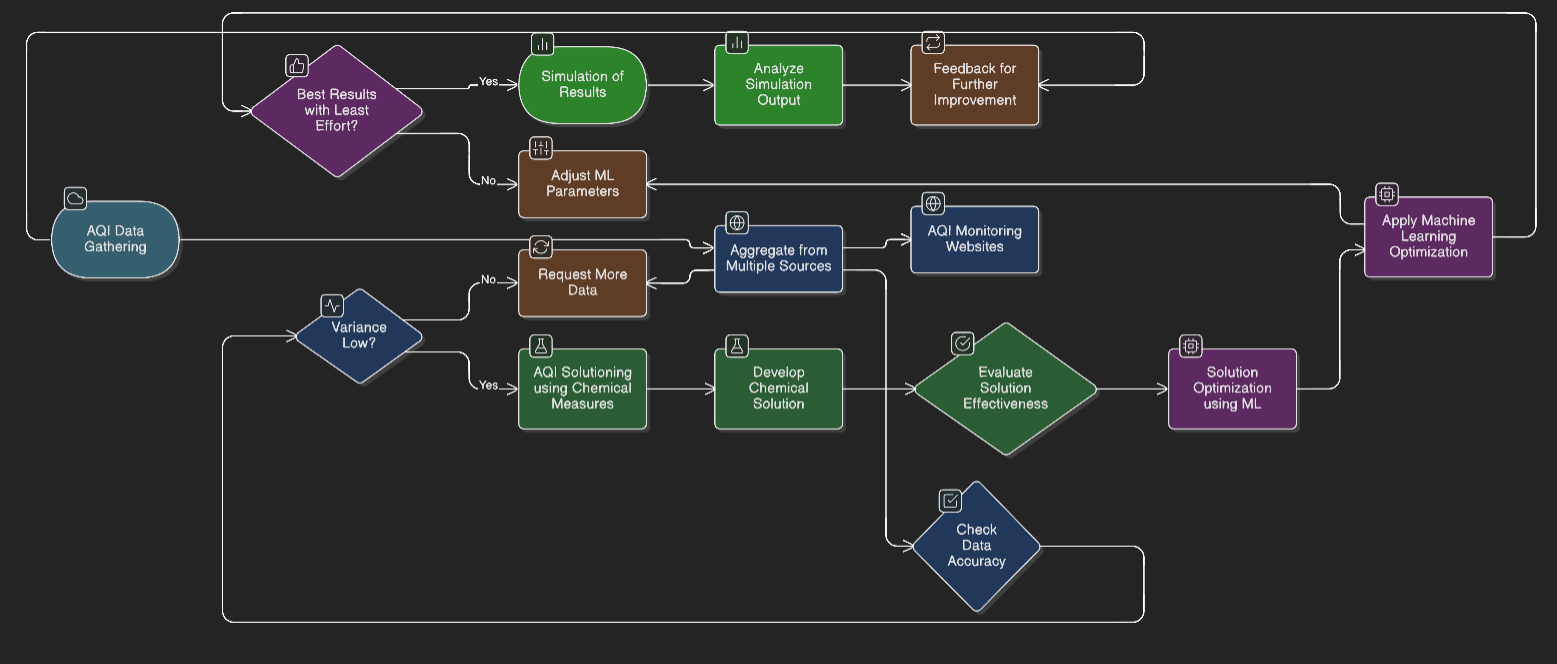 Best Results
with Least
Effort?
Yes
Simulation of
Results
Analyze
Simulation
Output
Feedback for
Further
Improvement
No
Adjust ML
Parameters
AQI Data
Gathering
Aggregate from
Multiple Sources
AQI Monitoring
Websites
Apply Machine
Learning
Optimization
No
Request More
Data
Variance
Low?
Yes
AQI Solutioning
using Chemical
Measures
Develop
Chemical
Solution
Evaluate
Solution
Effectiveness
Solution
Optimization
using ML
Check
Data
Accuracy